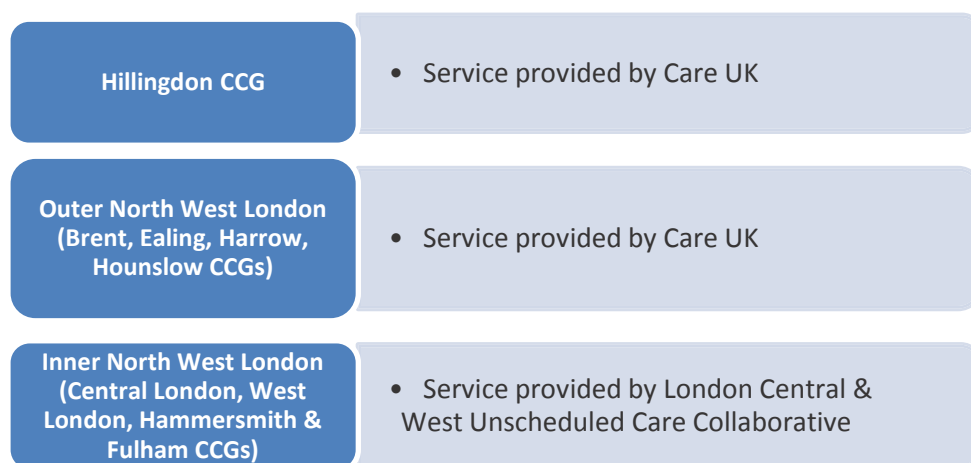 Hillingdon CCG
• Service provided by Care UK
Outer North West London
(Brent, Ealing, Harrow,
Hounslow CCGs)
• Service provided by Care UK
Inner North West London
(Central London, West
London, Hammersmith &
Fulham CCGs)
• Service provided by London Central &
West Unscheduled Care Collaborative